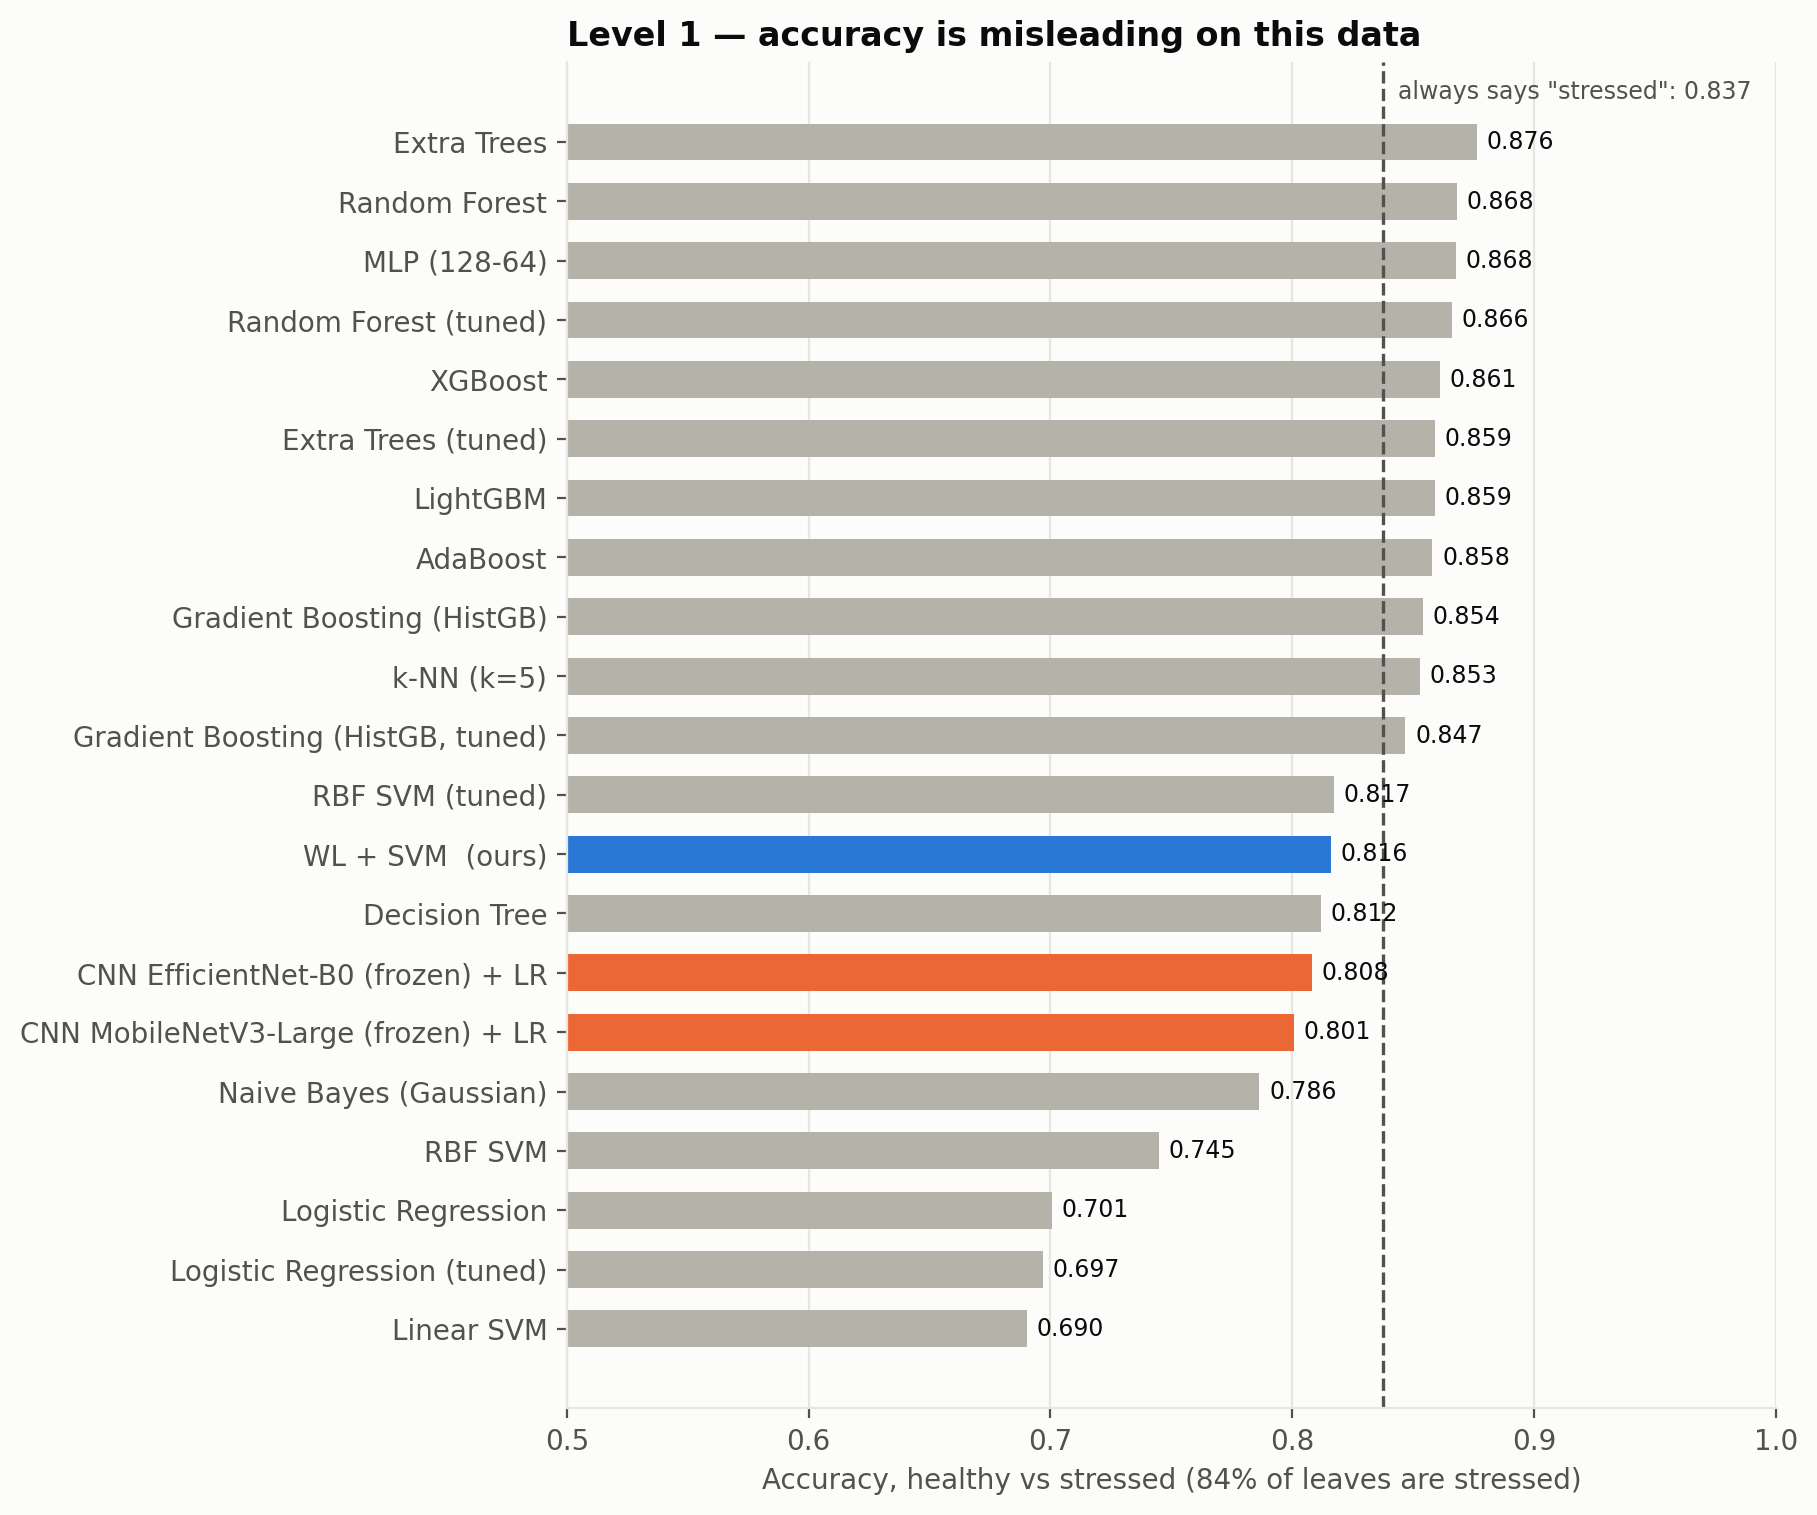 Level 1 — accuracy is misleading on this data
always says "stressed": 0.837
Extra Trees 0.876
Random Forest 0.868
MLP (128-64) 0.868
Random Forest (tuned) 0.866
XGBoost 0.861
Extra Trees (tuned) 0.859
LightGBM 0.859
AdaBoost 0.858
Gradient Boosting (HistGB) 0.854
k-NN (k=5) 0.853
Gradient Boosting (HistGB, tuned) 0.847
RBF SVM (tuned) 0.817
WL + SVM  (ours) 0.816
Decision Tree 0.812
CNN EfficientNet-B0 (frozen) + LR 0.808
CNN MobileNetV3-Large (frozen) + LR 0.801
Naive Bayes (Gaussian) 0.786
RBF SVM 0.745
Logistic Regression 0.701
Logistic Regression (tuned) 0.697
Linear SVM 0.690
0.5 0.6 0.7 0.8 0.9 1.0
Accuracy, healthy vs stressed (84% of leaves are stressed)